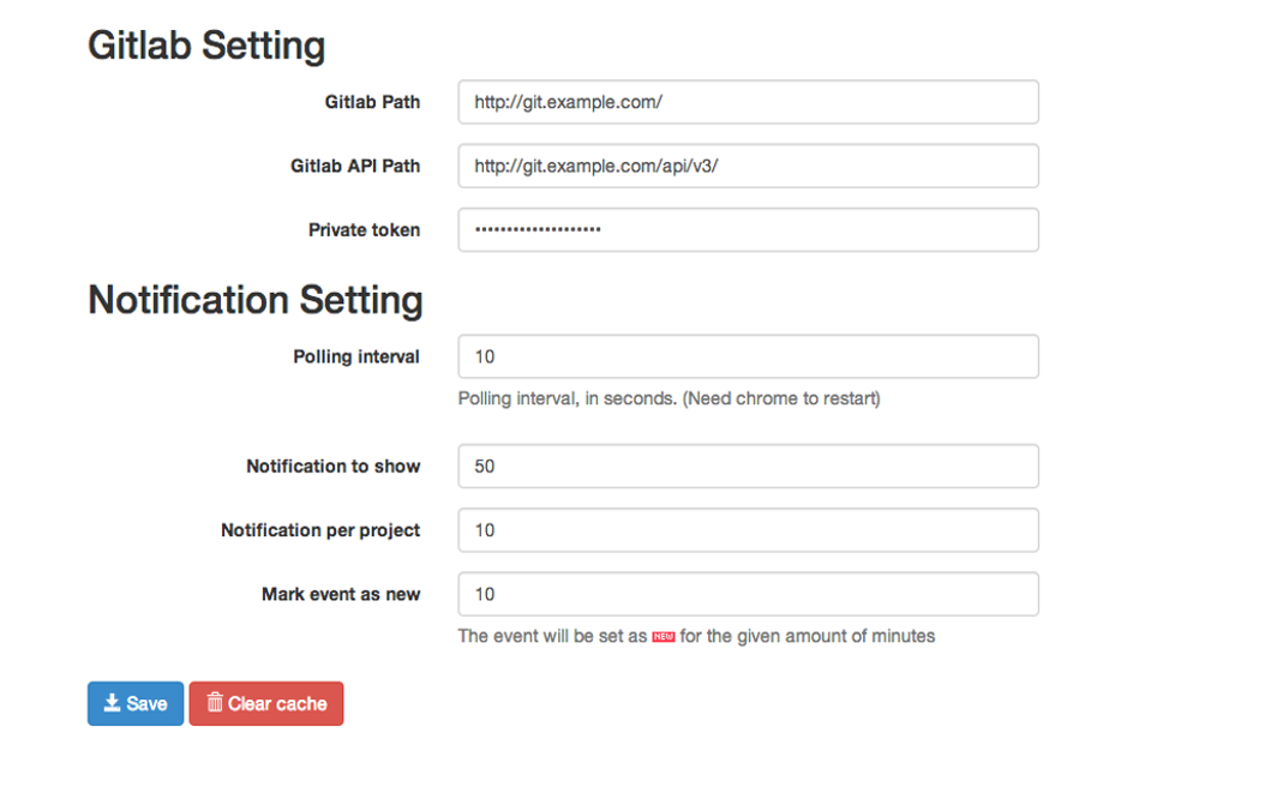 Gitlab Setting
Gitlab Path
http://git.example.com/
Gitlab API Path
http://git.example.com/api/v3/
Private token
••••••••••••••••••••
Notification Setting
Polling interval
10
Polling interval, in seconds. (Need chrome to restart)
Notification to show
50
Notification per project
10
Mark event as new
10
The event will be set as NEW for the given amount of minutes
Save
Clear cache